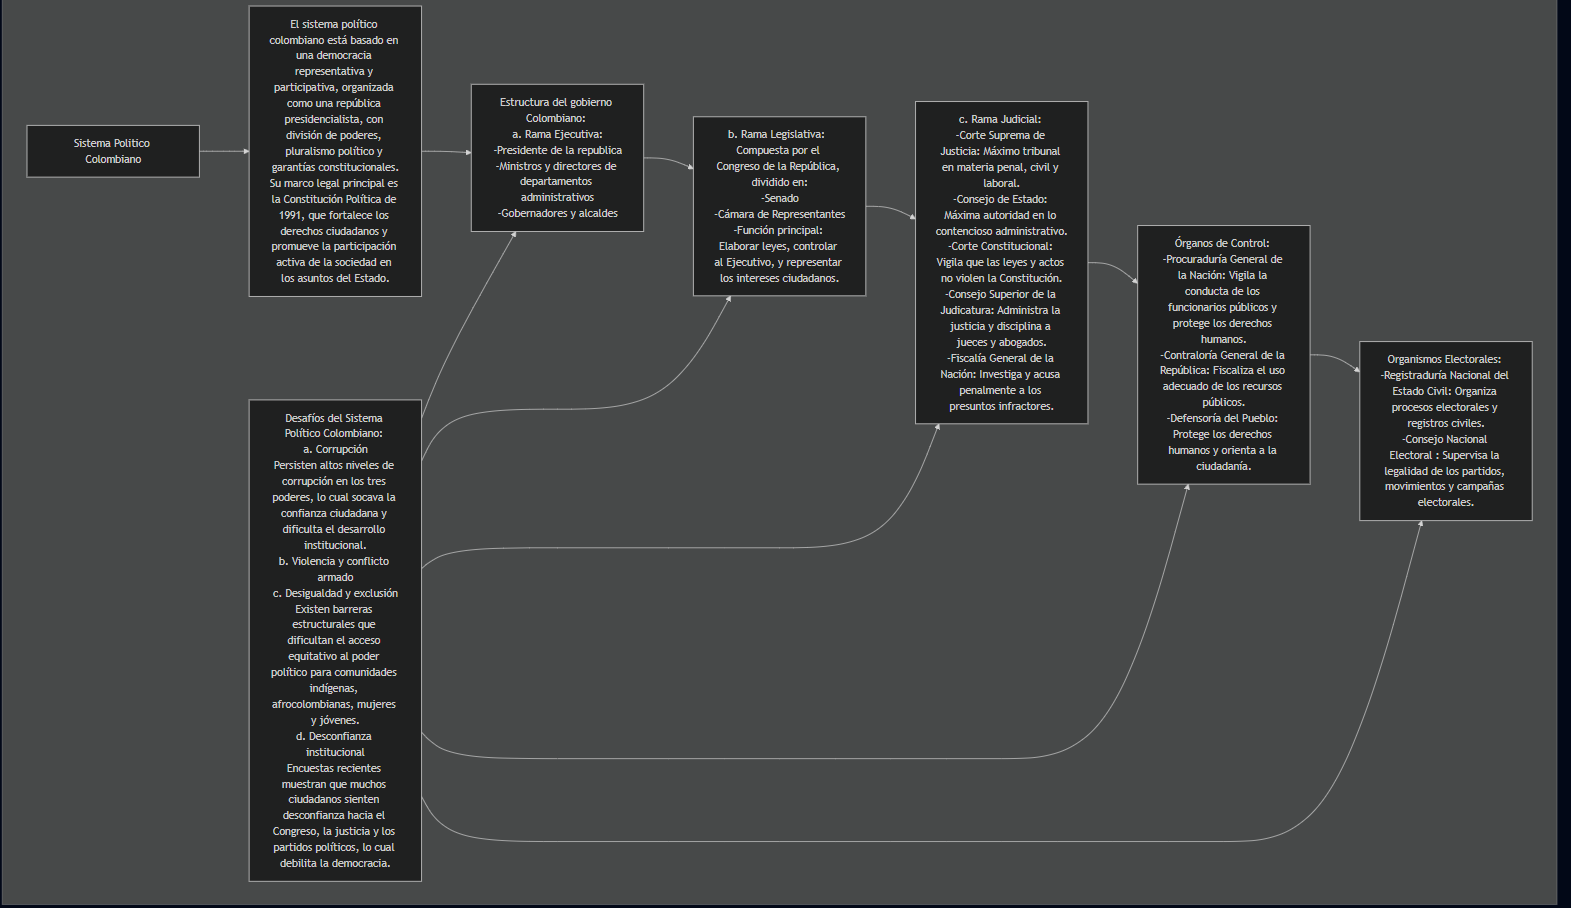 Sistema Politico
Colombiano
El sistema político
colombiano está basado en
una democracia
representativa y
participativa, organizada
como una república
presidencialista, con
división de poderes,
pluralismo político y
garantías constitucionales.
Su marco legal principal es
la Constitución Política de
1991, que fortalece los
derechos ciudadanos y
promueve la participación
activa de la sociedad en
los asuntos del Estado.
Estructura del gobierno
Colombiano:
a. Rama Ejecutiva:
-Presidente de la republica
-Ministros y directores de
departamentos
administrativos
-Gobernadores y alcaldes
b. Rama Legislativa:
Compuesta por el
Congreso de la República,
dividido en:
-Senado
-Cámara de Representantes
-Función principal:
Elaborar leyes, controlar
al Ejecutivo, y representar
los intereses ciudadanos.
c. Rama Judicial:
-Corte Suprema de
Justicia: Máximo tribunal
en materia penal, civil y
laboral.
-Consejo de Estado:
Máxima autoridad en lo
contencioso administrativo.
-Corte Constitucional:
Vigila que las leyes y actos
no violen la Constitución.
-Consejo Superior de la
Judicatura: Administra la
justicia y disciplina a
jueces y abogados.
-Fiscalía General de la
Nación: Investiga y acusa
penalmente a los
presuntos infractores.
Órganos de Control:
-Procuraduría General de
la Nación: Vigila la
conducta de los
funcionarios públicos y
protege los derechos
humanos.
-Contraloría General de la
República: Fiscaliza el uso
adecuado de los recursos
públicos.
-Defensoría del Pueblo:
Protege los derechos
humanos y orienta a la
ciudadanía.
Organismos Electorales:
-Registraduría Nacional del
Estado Civil: Organiza
procesos electorales y
registros civiles.
-Consejo Nacional
Electoral : Supervisa la
legalidad de los partidos,
movimientos y campañas
electorales.
Desafíos del Sistema
Político Colombiano:
a. Corrupción
Persisten altos niveles de
corrupción en los tres
poderes, lo cual socava la
confianza ciudadana y
dificulta el desarrollo
institucional.
b. Violencia y conflicto
armado
c. Desigualdad y exclusión
Existen barreras
estructurales que
dificultan el acceso
equitativo al poder
político para comunidades
indígenas,
afrocolombianas, mujeres
y jóvenes.
d. Desconfianza
institucional
Encuestas recientes
muestran que muchos
ciudadanos sienten
desconfianza hacia el
Congreso, la justicia y los
partidos políticos, lo cual
debilita la democracia.